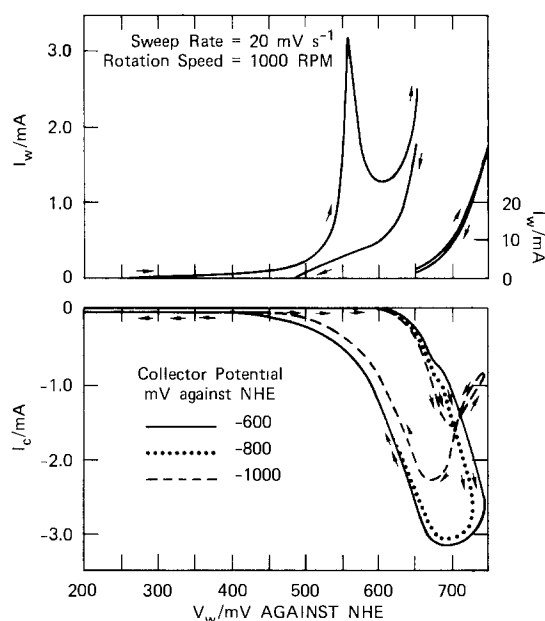 Sweep Rate = 20 mV s⁻¹
Rotation Speed = 1000 RPM
I_w/mA
3.0
2.0
1.0
0
I_w/mA
20
10
0
I_c/mA
0
-1.0
-2.0
-3.0
Collector Potential
mV against NHE
-600
-800
-1000
200 300 400 500 600 700
V_w/mV AGAINST NHE